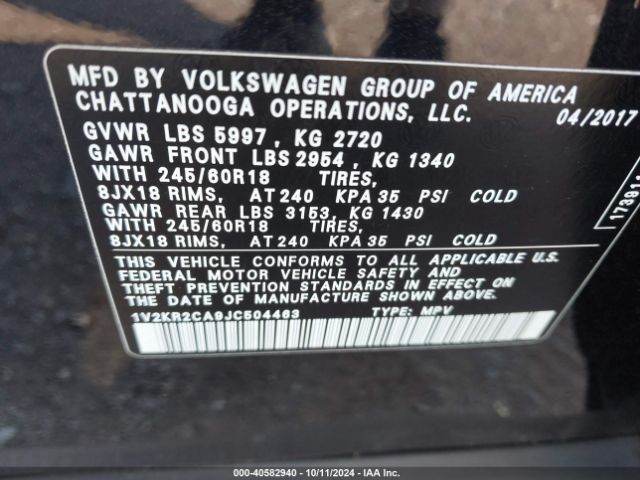 MFD BY VOLKSWAGEN GROUP OF AMERICA
CHATTANOOGA OPERATIONS, LLC. 04/2017
GVWR LBS 5997 , KG 2720
GAWR FRONT LBS 2954 , KG 1340
WITH 245/60R18 TIRES,
8JX18 RIMS, AT 240 KPA 35 PSI COLD
GAWR REAR LBS 3153, KG 1430
WITH 245/60R18 TIRES,
8JX18 RIMS, AT 240 KPA 35 PSI COLD
THIS VEHICLE CONFORMS TO ALL APPLICABLE U.S.
FEDERAL MOTOR VEHICLE SAFETY AND
THEFT PREVENTION STANDARDS IN EFFECT ON
THE DATE OF MANUFACTURE SHOWN ABOVE.
1V2KR2CA9JC504463 TYPE: MPV
000-40582940 - 10/11/2024 - IAA Inc.